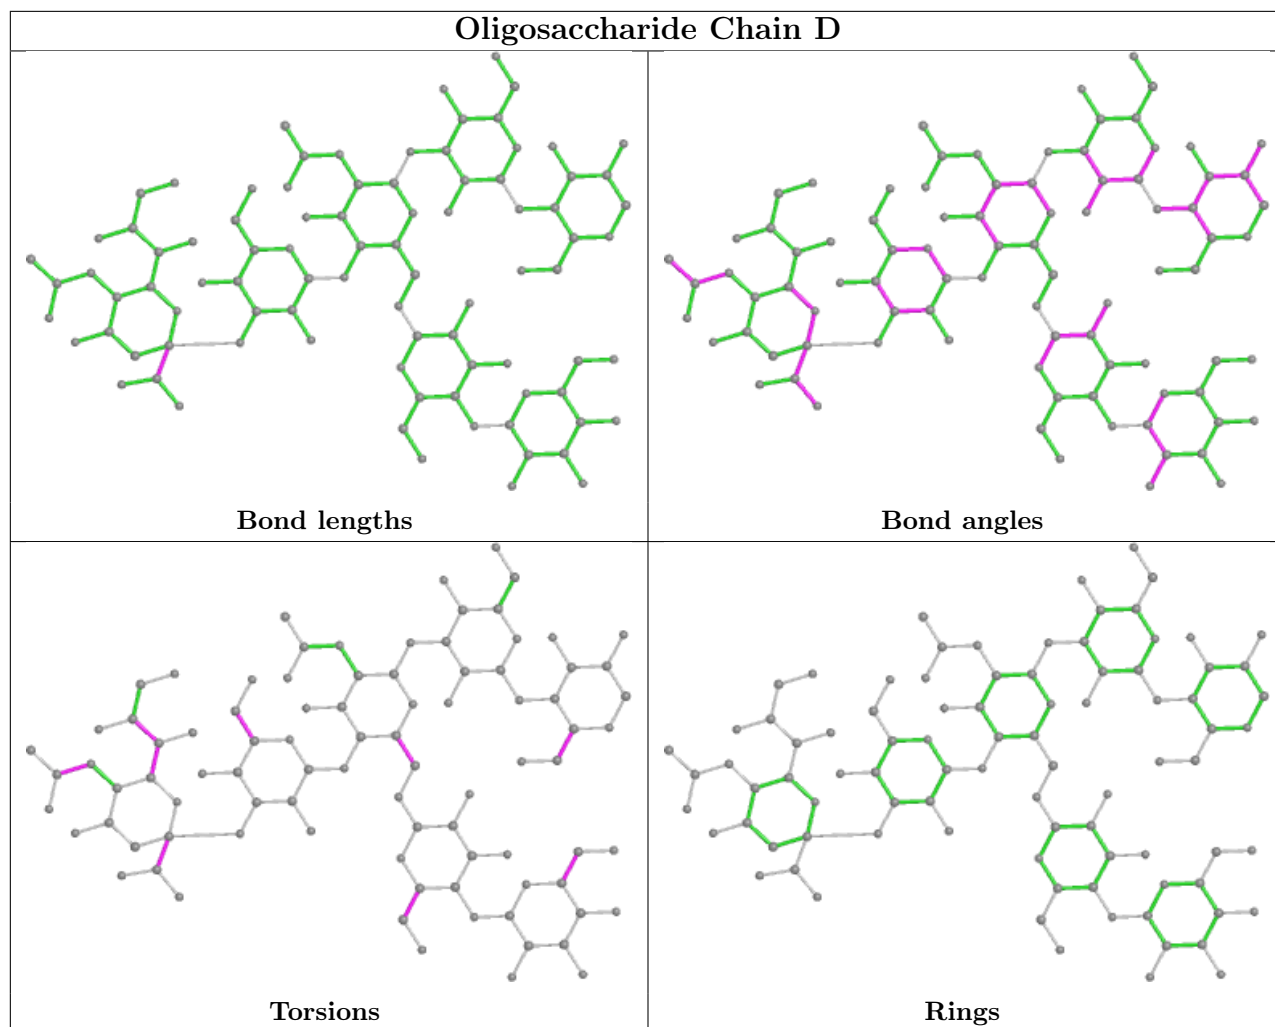 Oligosaccharide Chain D
Bond lengths
Bond angles
Torsions
Rings